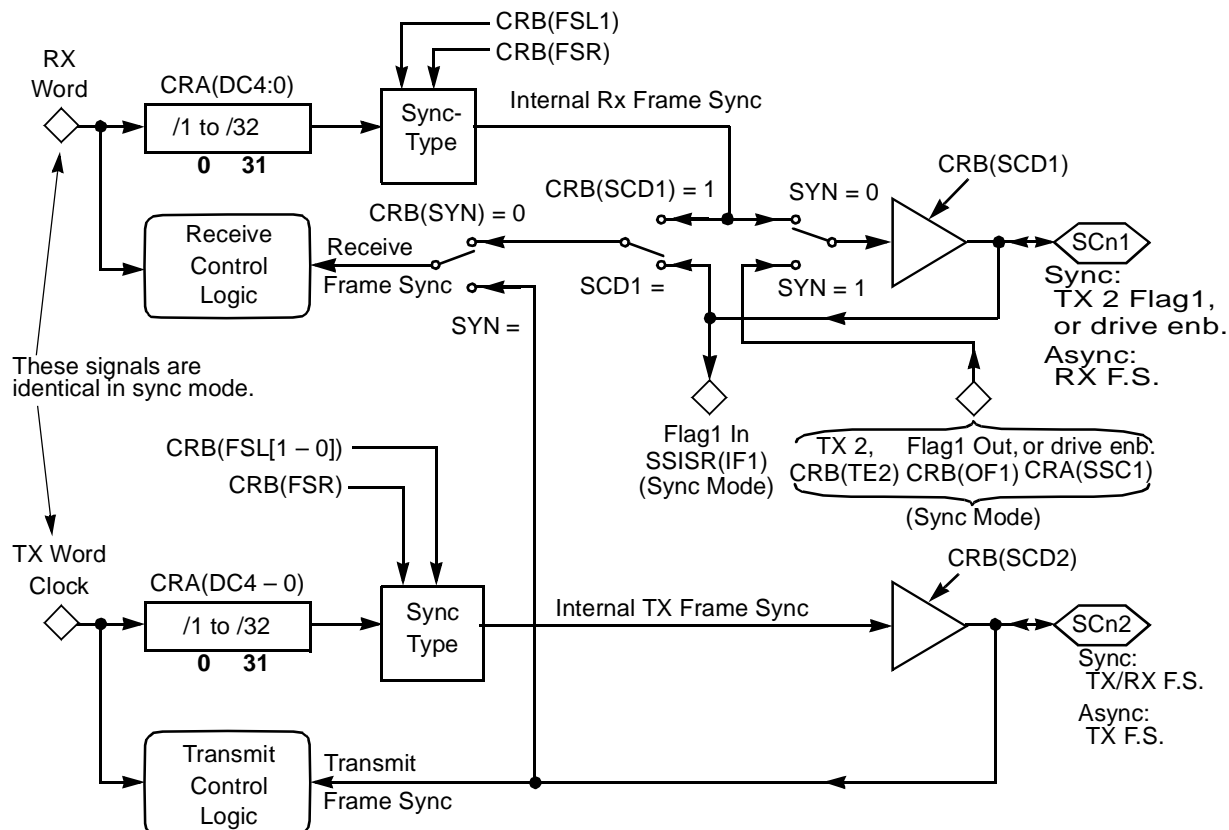 CRB(FSL1)
CRB(FSR)
RX
Word
CRA(DC4:0)
/1 to /32
0 31
Sync-
Type
Internal Rx Frame Sync
CRB(SCD1) = 1
SYN = 0
CRB(SCD1)
CRB(SYN) = 0
Receive
Control
Logic
Receive
Frame Sync
SCD1 =
SYN = 1
SYN =
SCn1
Sync:
TX 2 Flag1,
or drive enb.
Async:
RX F.S.
These signals are
identical in sync mode.
Flag1 In
SSISR(IF1)
(Sync Mode)
TX 2, Flag1 Out, or drive enb.
CRB(TE2) CRB(OF1) CRA(SSC1)
(Sync Mode)
CRB(FSL[1 – 0])
CRB(FSR)
TX Word
Clock
CRA(DC4 – 0)
/1 to /32
0 31
Sync
Type
Internal TX Frame Sync
CRB(SCD2)
SCn2
Sync:
TX/RX F.S.
Async:
TX F.S.
Transmit
Control
Logic
Transmit
Frame Sync